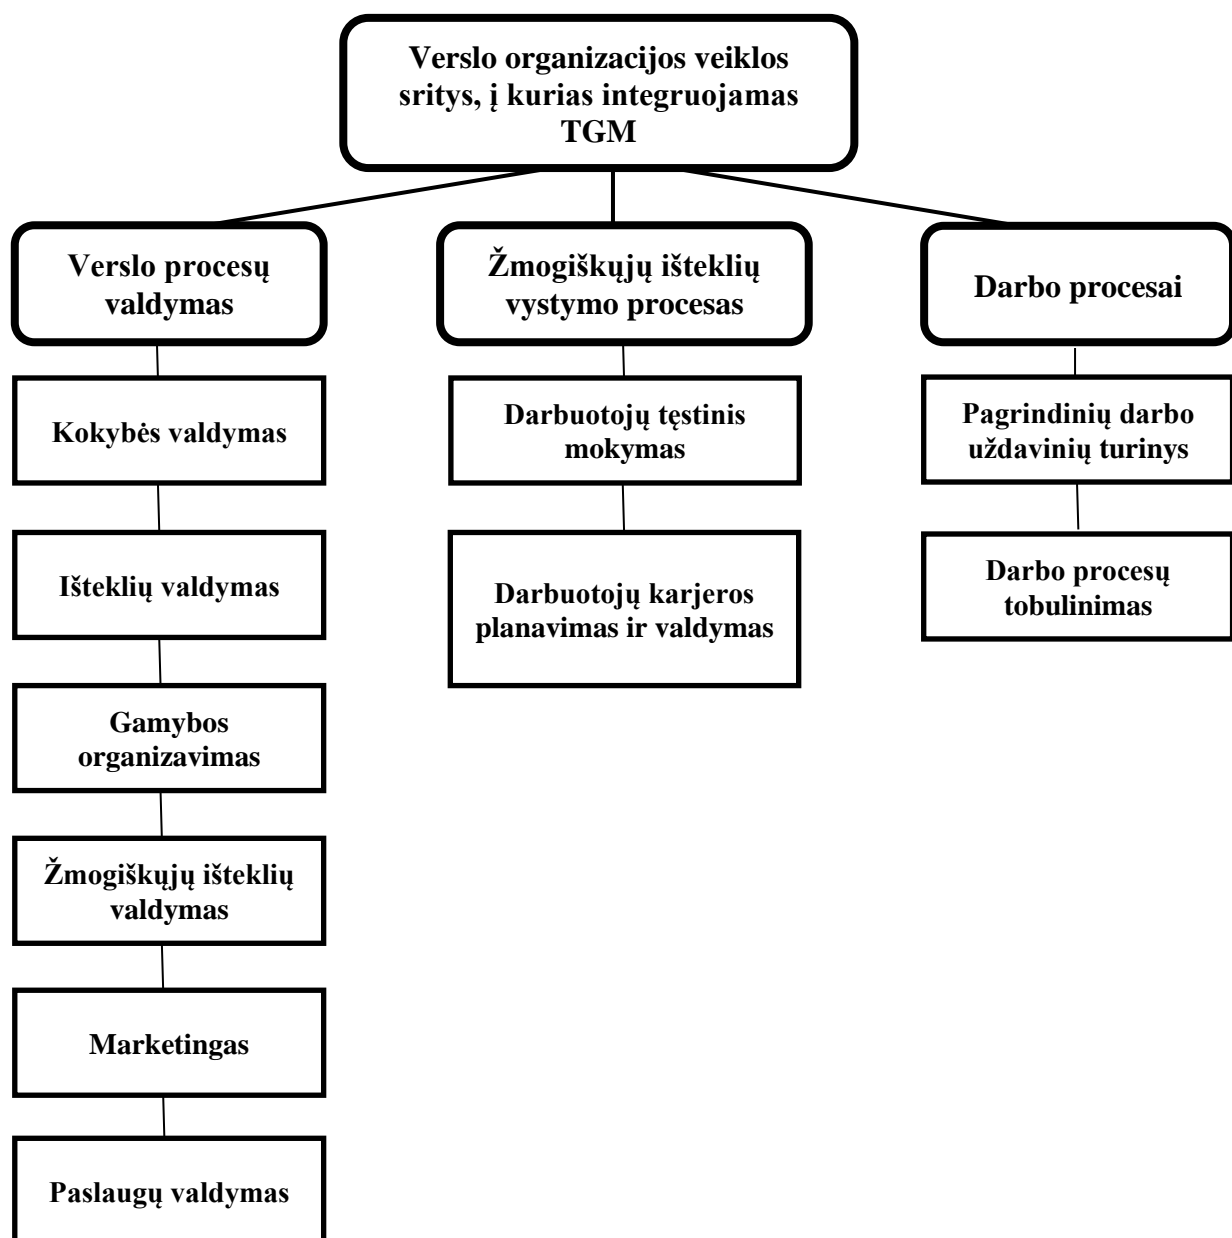 Verslo organizacijos veiklos
sritys, į kurias integruojamas
TGM
Verslo procesų
valdymas
Žmogiškųjų išteklių
vystymo procesas
Darbo procesai
Kokybės valdymas
Darbuotojų tęstinis
mokymas
Pagrindinių darbo
uždavinių turinys
Išteklių valdymas
Darbuotojų karjeros
planavimas ir valdymas
Darbo procesų
tobulinimas
Gamybos
organizavimas
Žmogiškųjų išteklių
valdymas
Marketingas
Paslaugų valdymas